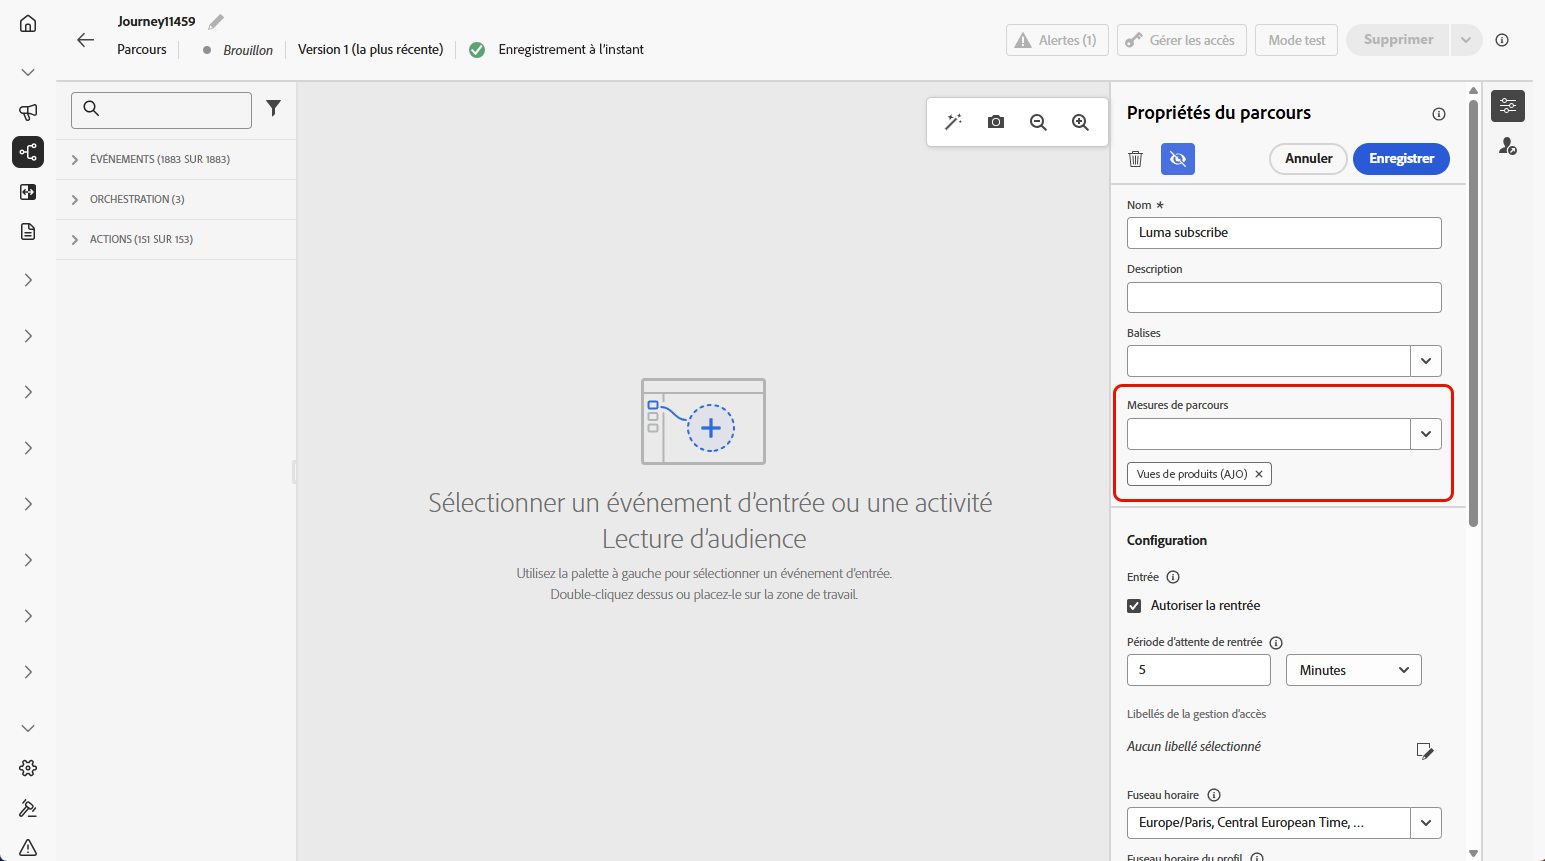 Journey11459
Parcours
Brouillon
Version 1 (la plus récente)
Enregistrement à l’instant
Alertes (1)
Gérer les accès
Mode test
Supprimer
ÉVÉNEMENTS (1883 SUR 1883)
ORCHESTRATION (3)
ACTIONS (151 SUR 153)
Sélectionner un événement d’entrée ou une activité
Lecture d’audience
Utilisez la palette à gauche pour sélectionner un événement d’entrée.
Double-cliquez dessus ou placez-le sur la zone de travail.
Propriétés du parcours
Annuler
Enregistrer
Nom *
Luma subscribe
Description
Balises
Mesures de parcours
Vues de produits (AJO)
Configuration
Entrée
Autoriser la rentrée
Période d’attente de rentrée
5
Minutes
Libellés de la gestion d’accès
Aucun libellé sélectionné
Fuseau horaire
Europe/Paris, Central European Time, ...
Fuseau horaire du profil